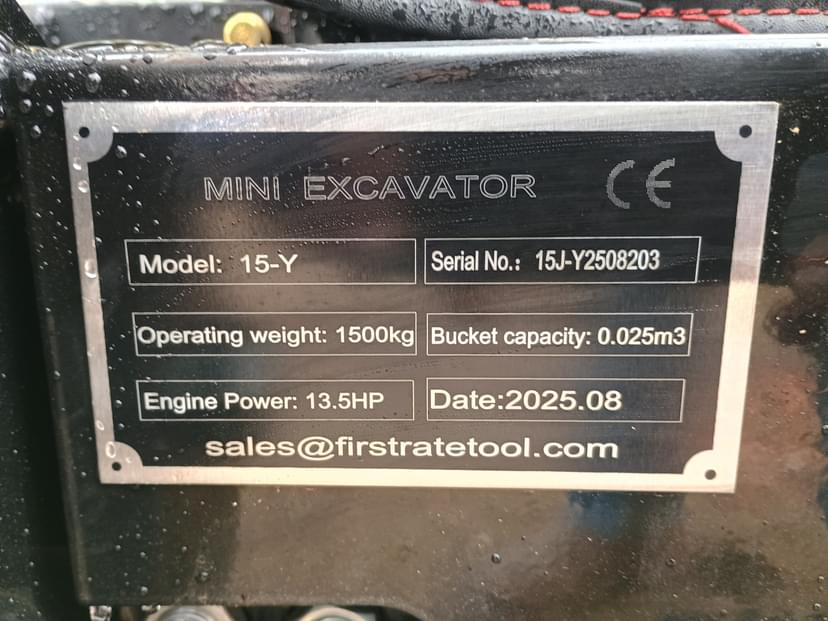 MINI EXCAVATOR CE
Model: 15-Y
Serial No.: 15J-Y2508203
Operating weight: 1500kg
Bucket capacity: 0.025m3
Engine Power: 13.5HP
Date:2025.08
sales@firstratetool.com